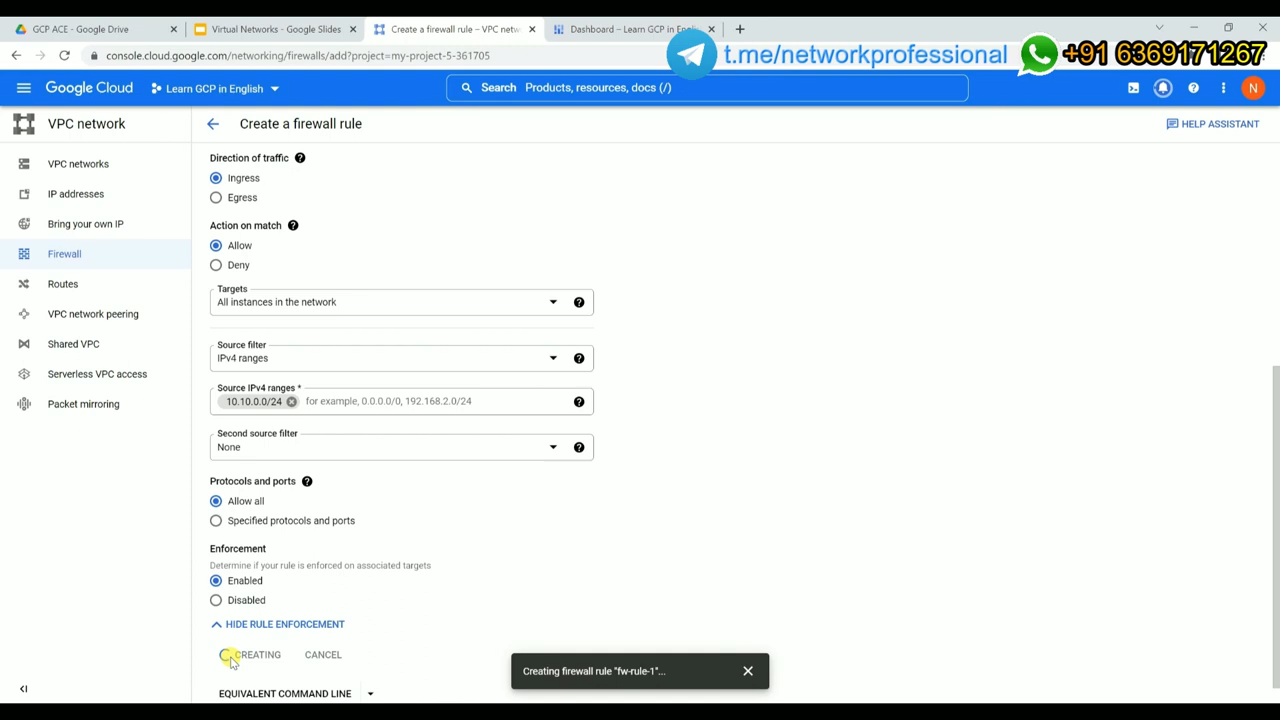 GCP ACE - Google Drive
Virtual Networks - Google Slides
Create a firewall rule – VPC netw
Dashboard – Learn GCP in En
console.cloud.google.com/networking/firewalls/add?project=my-project-5-361705
t.me/networkprofessional
+91 6369171267
Google Cloud
Learn GCP in English
Search Products, resources, docs (/)
N
VPC network
Create a firewall rule
HELP ASSISTANT
VPC networks
IP addresses
Bring your own IP
Firewall
Routes
VPC network peering
Shared VPC
Serverless VPC access
Packet mirroring
Direction of traffic
Ingress
Egress
Action on match
Allow
Deny
Targets
All instances in the network
Source filter
IPv4 ranges
Source IPv4 ranges *
10.10.0.0/24 for example, 0.0.0.0/0, 192.168.2.0/24
Second source filter
None
Protocols and ports
Allow all
Specified protocols and ports
Enforcement
Determine if your rule is enforced on associated targets
Enabled
Disabled
HIDE RULE ENFORCEMENT
CREATING CANCEL
Creating firewall rule "fw-rule-1"...
EQUIVALENT COMMAND LINE